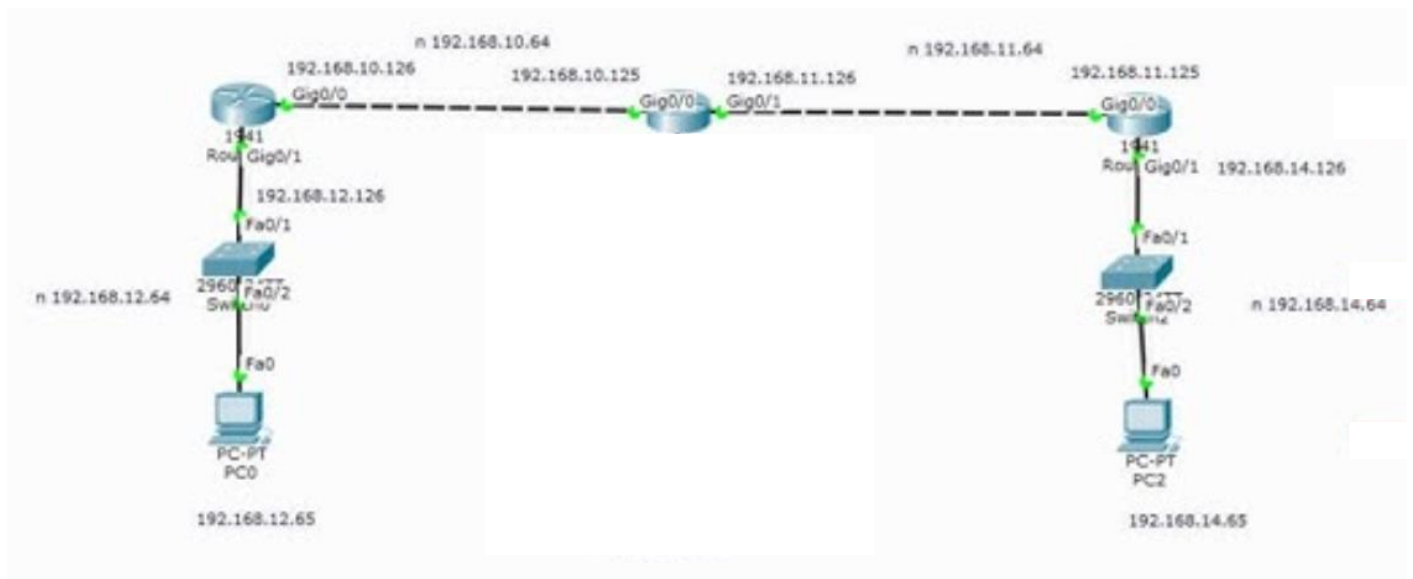 n 192.168.10.64
n 192.168.11.64
192.168.10.126
192.168.10.125
192.168.11.126
192.168.11.125
Gig0/0
Gig0/0
Gig0/1
Gig0/0
1941
Gig0/1
1941
Gig0/1
192.168.14.126
192.168.12.126
Fa0/1
Fa0/1
n 192.168.12.64
2960
Fa0/2
2960
Fa0/2
n 192.168.14.64
Fa0
Fa0
PC-PT
PC0
PC-PT
PC2
192.168.12.65
192.168.14.65